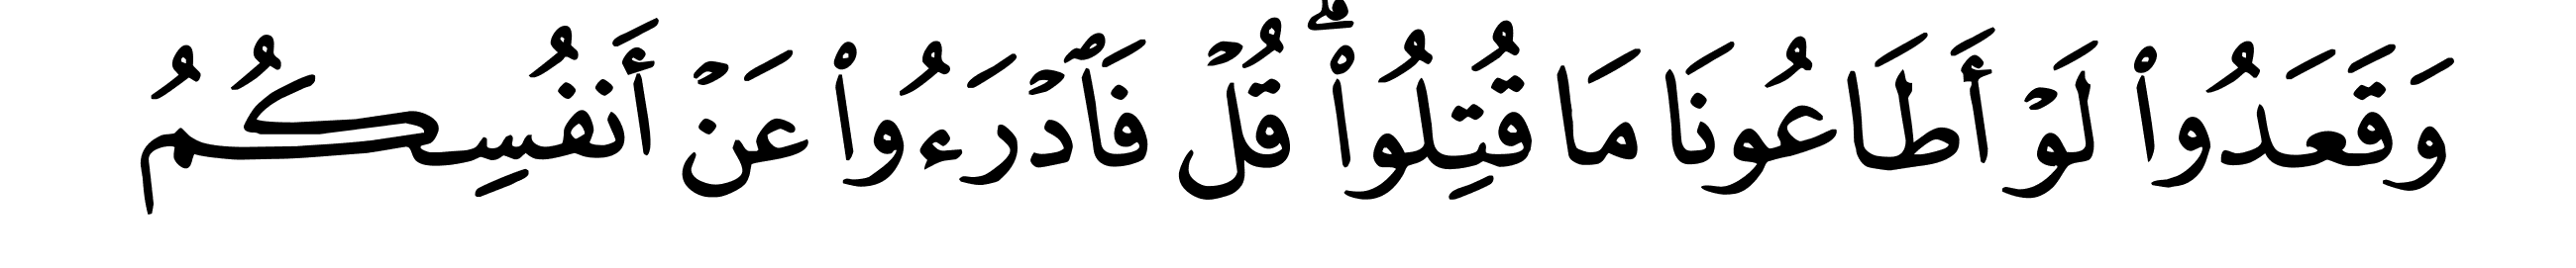 وَقَعَدُوا۟ لَوۡ أَطَاعُونَا مَا قُتِلُوا۟ۗ قُلۡ فَٱدۡرَءُوا۟ عَنۡ أَنفُسِكُمُ